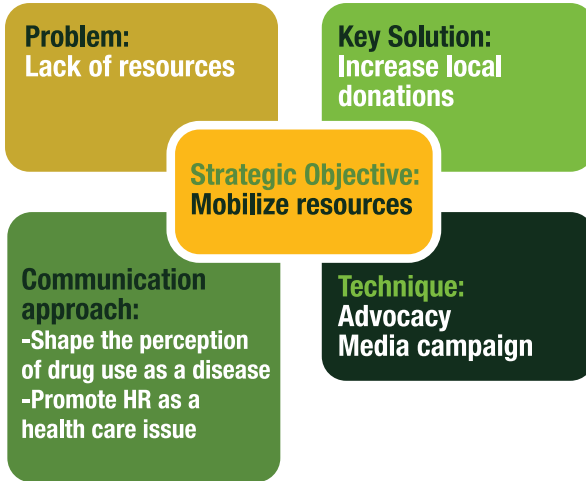 Problem:
Lack of resources
Key Solution:
Increase local
donations
Strategic Objective:
Mobilize resources
Communication
approach:
-Shape the perception
of drug use as a disease
-Promote HR as a
health care issue
Technique:
Advocacy
Media campaign